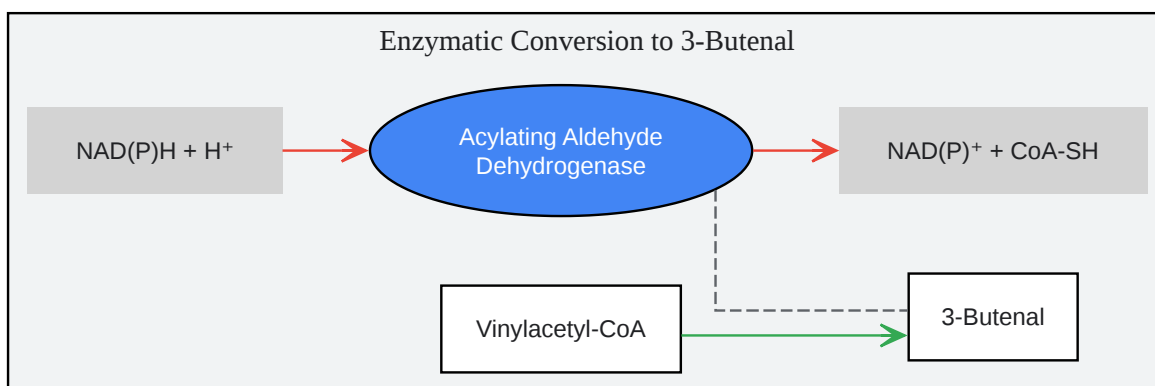 Enzymatic Conversion to 3-Butenal
NAD(P)H + H⁺
Acylating Aldehyde
Dehydrogenase
NAD(P)⁺ + CoA-SH
Vinylacetyl-CoA
3-Butenal